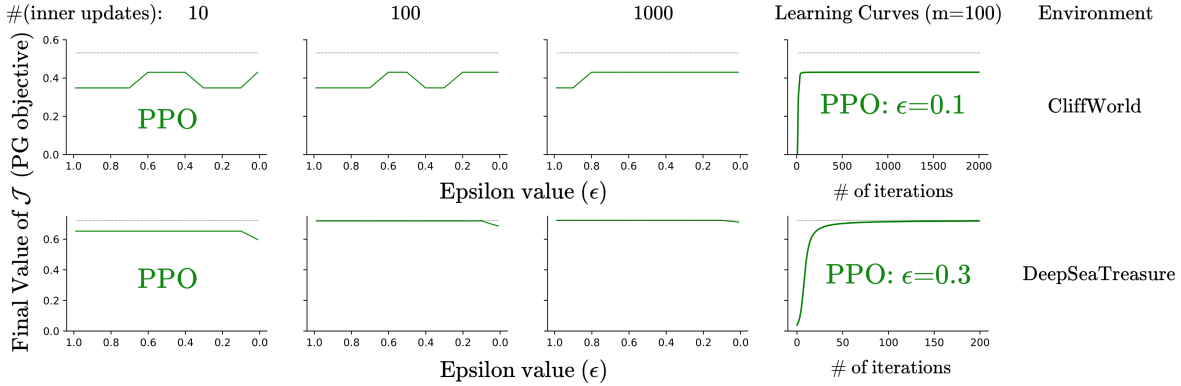 #(inner updates): 10 100 1000 Learning Curves (m=100) Environment
Final Value of 𝒥 (PG objective)
0.6
0.4
0.2
0.0
PPO
1.0 0.8 0.6 0.4 0.2 0.0
1.0 0.8 0.6 0.4 0.2 0.0
1.0 0.8 0.6 0.4 0.2 0.0
PPO: ϵ=0.1
0 500 1000 1500 2000
CliffWorld
Epsilon value (ϵ)
# of iterations
0.6
0.4
0.2
0.0
PPO
1.0 0.8 0.6 0.4 0.2 0.0
1.0 0.8 0.6 0.4 0.2 0.0
1.0 0.8 0.6 0.4 0.2 0.0
PPO: ϵ=0.3
0 50 100 150 200
DeepSeaTreasure
Epsilon value (ϵ)
# of iterations